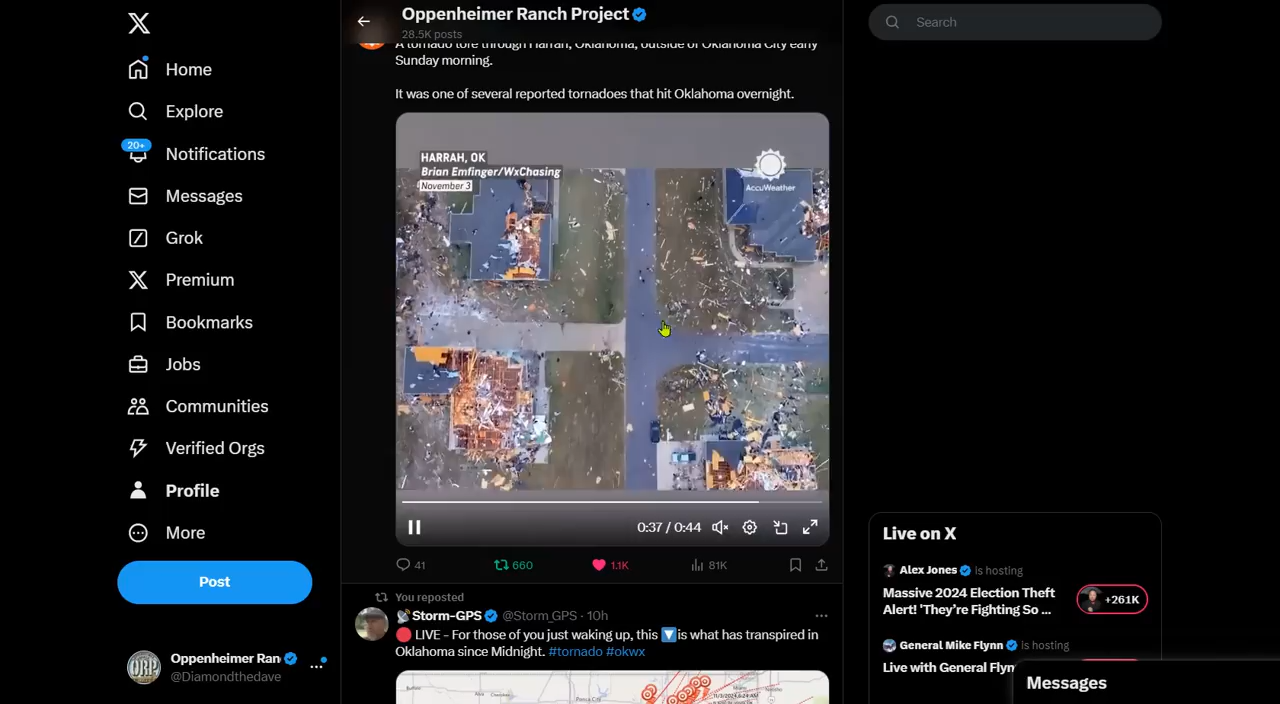 Oppenheimer Ranch Project
28.5K posts
Search
Home
Explore
20+
Notifications
Messages
Grok
Premium
Bookmarks
Jobs
Communities
Verified Orgs
Profile
More
Post
Oppenheimer Ran
@Diamondthedave
A tornado tore through Harrah, Oklahoma, outside of Oklahoma City early
Sunday morning.
It was one of several reported tornadoes that hit Oklahoma overnight.
HARRAH, OK
Brian Emfinger/WxChasing
November 3
AccuWeather
0:37 / 0:44
41
660
1.1K
81K
You reposted
Storm-GPS @Storm_GPS · 10h
LIVE - For those of you just waking up, this is what has transpired in
Oklahoma since Midnight. #tornado #okwx
Live on X
Alex Jones is hosting
Massive 2024 Election Theft
Alert! 'They're Fighting So ...
+261K
General Mike Flynn is hosting
Live with General Flyn
Messages